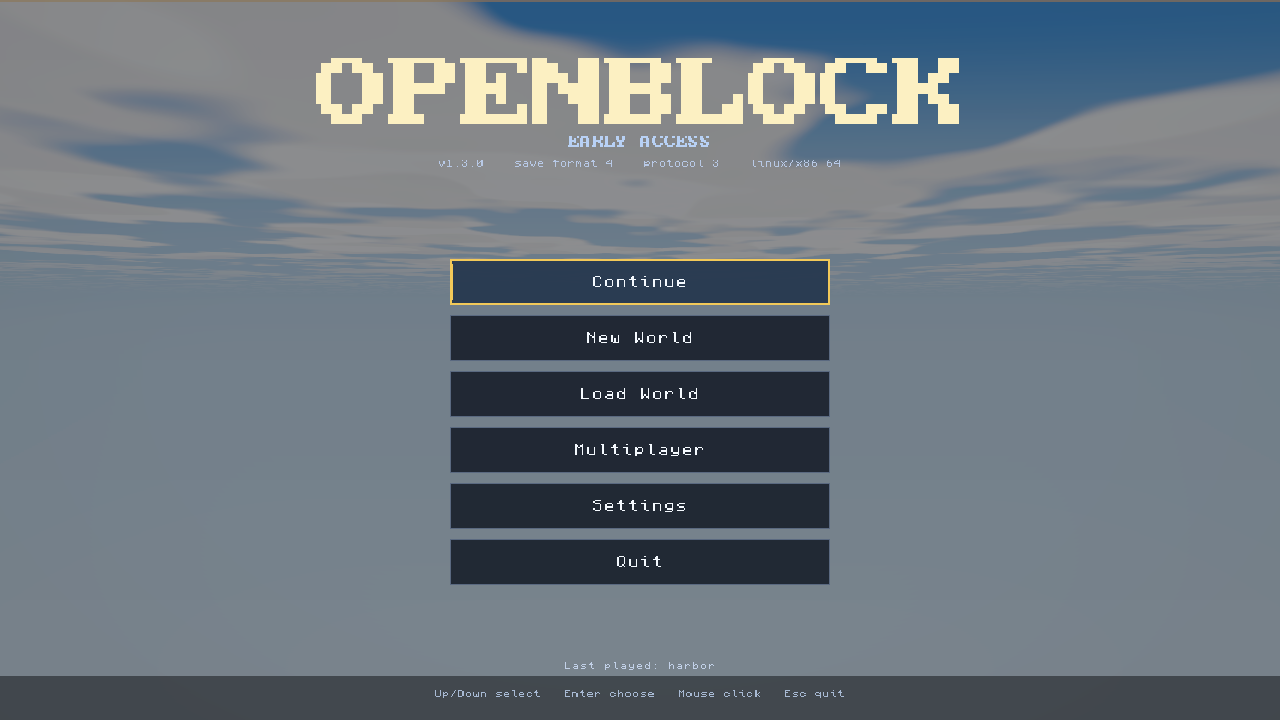 OPENBLOCK
EARLY ACCESS
v1.3.0 save format 4 protocol 3 linux/x86_64
Continue
New World
Load World
Multiplayer
Settings
Quit
Last played: harbor
Up/Down select Enter choose Mouse click Esc quit